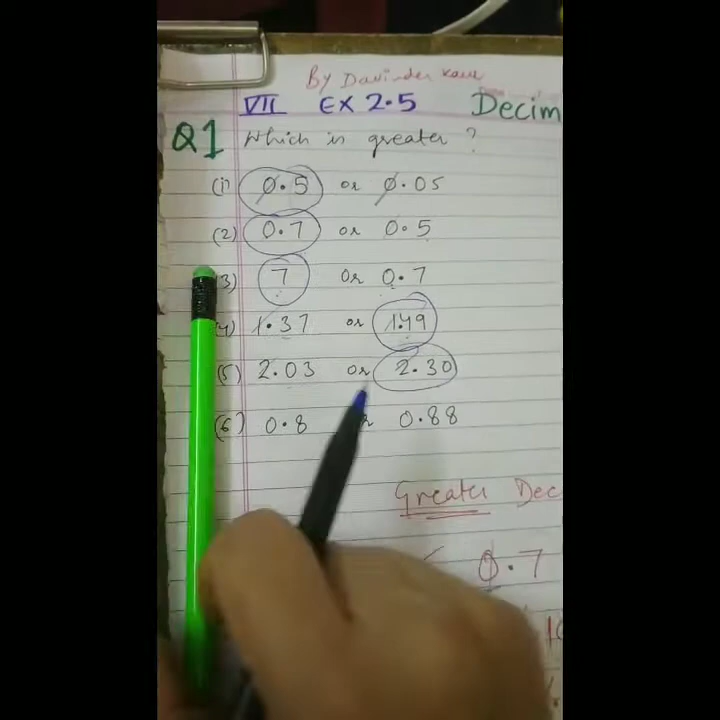 By Davinder Kaur
VII EX 2.5 Decim
Q1 Which is greater ?
(1) 0.5 or 0.05
(2) 0.7 or 0.5
(3) 7 or 0.7
(4) 1.37 or 1.49
(5) 2.03 or 2.30
(6) 0.8 or 0.88
Greater Dec
0.7